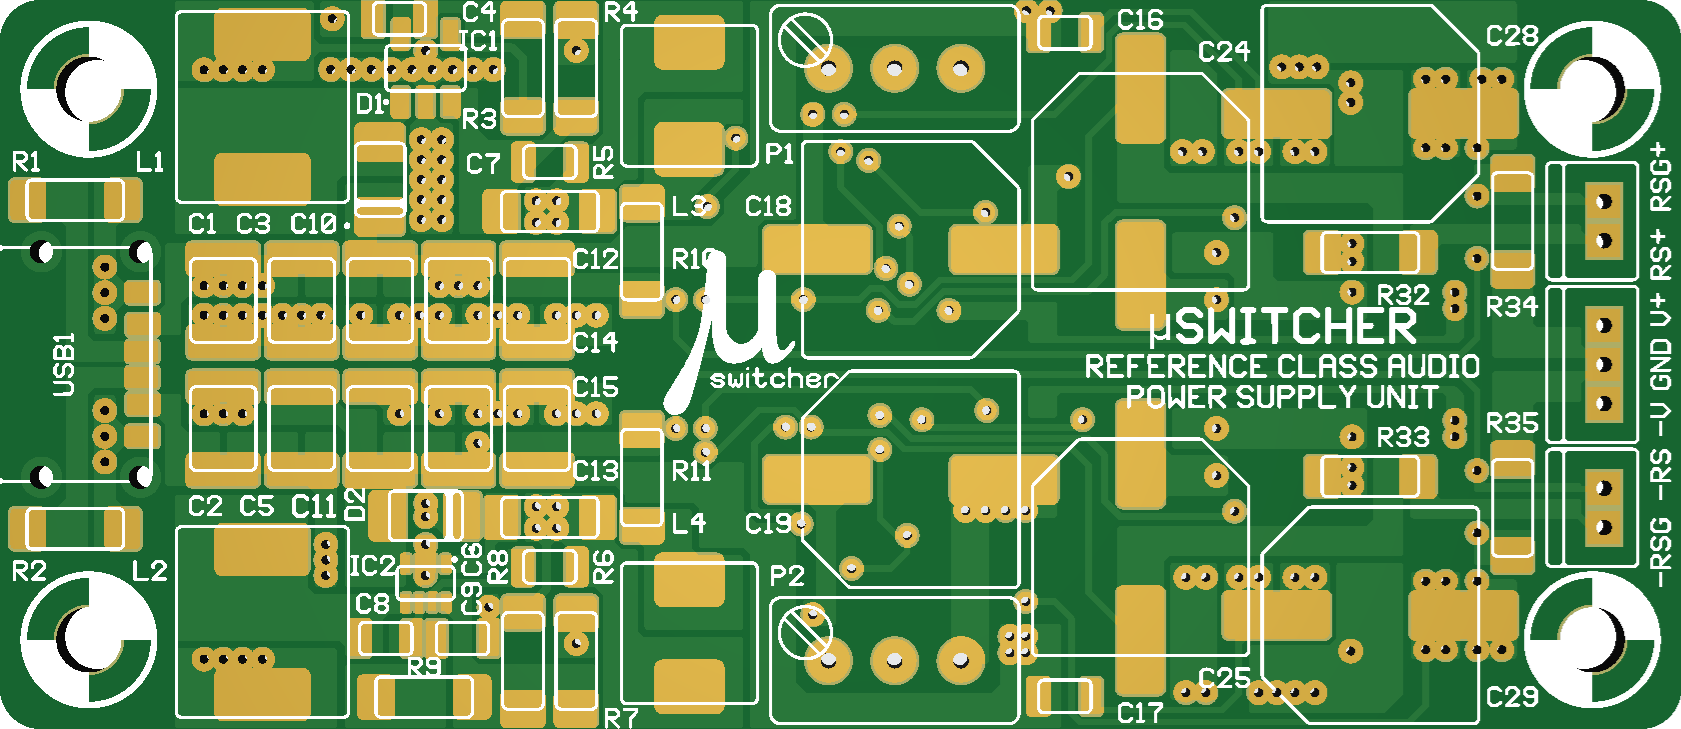 C4
IC1
R4
C16
C24
C28
D1
R3
R1
L1
C7
R5
P1
C1 C3 C10
L3
C18
R10
C12
RSG+
RS+
V+
GND
-V
-RS
-RSG
R32
R34
USB1
C14
µSWITCHER
REFERENCE CLASS AUDIO
POWER SUPPLY UNIT
µ
switcher
C15
R33
R35
C13
R11
C2 C5 C11
D2
L4
C19
R2
L2
IC2
C6
R8
R6
P2
C8
C9
R9
R7
C17
C25
C29